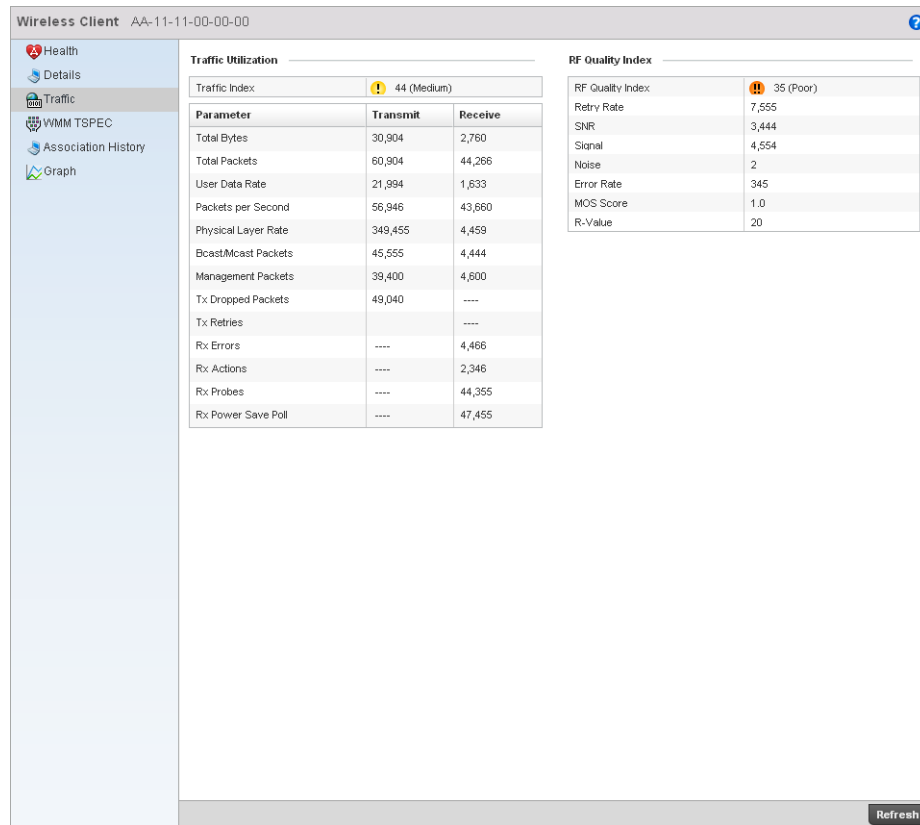 Wireless Client AA-11-11-00-00-00
?
Health
Details
Traffic
WMM TSPEC
Association History
Graph
Traffic Utilization
Traffic Index ! 44 (Medium)
Parameter Transmit Receive
Total Bytes 30,904 2,760
Total Packets 60,904 44,266
User Data Rate 21,994 1,633
Packets per Second 56,946 43,660
Physical Layer Rate 349,455 4,459
Bcast/Mcast Packets 45,555 4,444
Management Packets 39,400 4,600
Tx Dropped Packets 49,040 ----
Tx Retries ----
Rx Errors ---- 4,466
Rx Actions ---- 2,346
Rx Probes ---- 44,355
Rx Power Save Poll ---- 47,455
RF Quality Index
RF Quality Index !! 35 (Poor)
Retry Rate 7,555
SNR 3,444
Signal 4,554
Noise 2
Error Rate 345
MOS Score 1.0
R-Value 20
Refresh